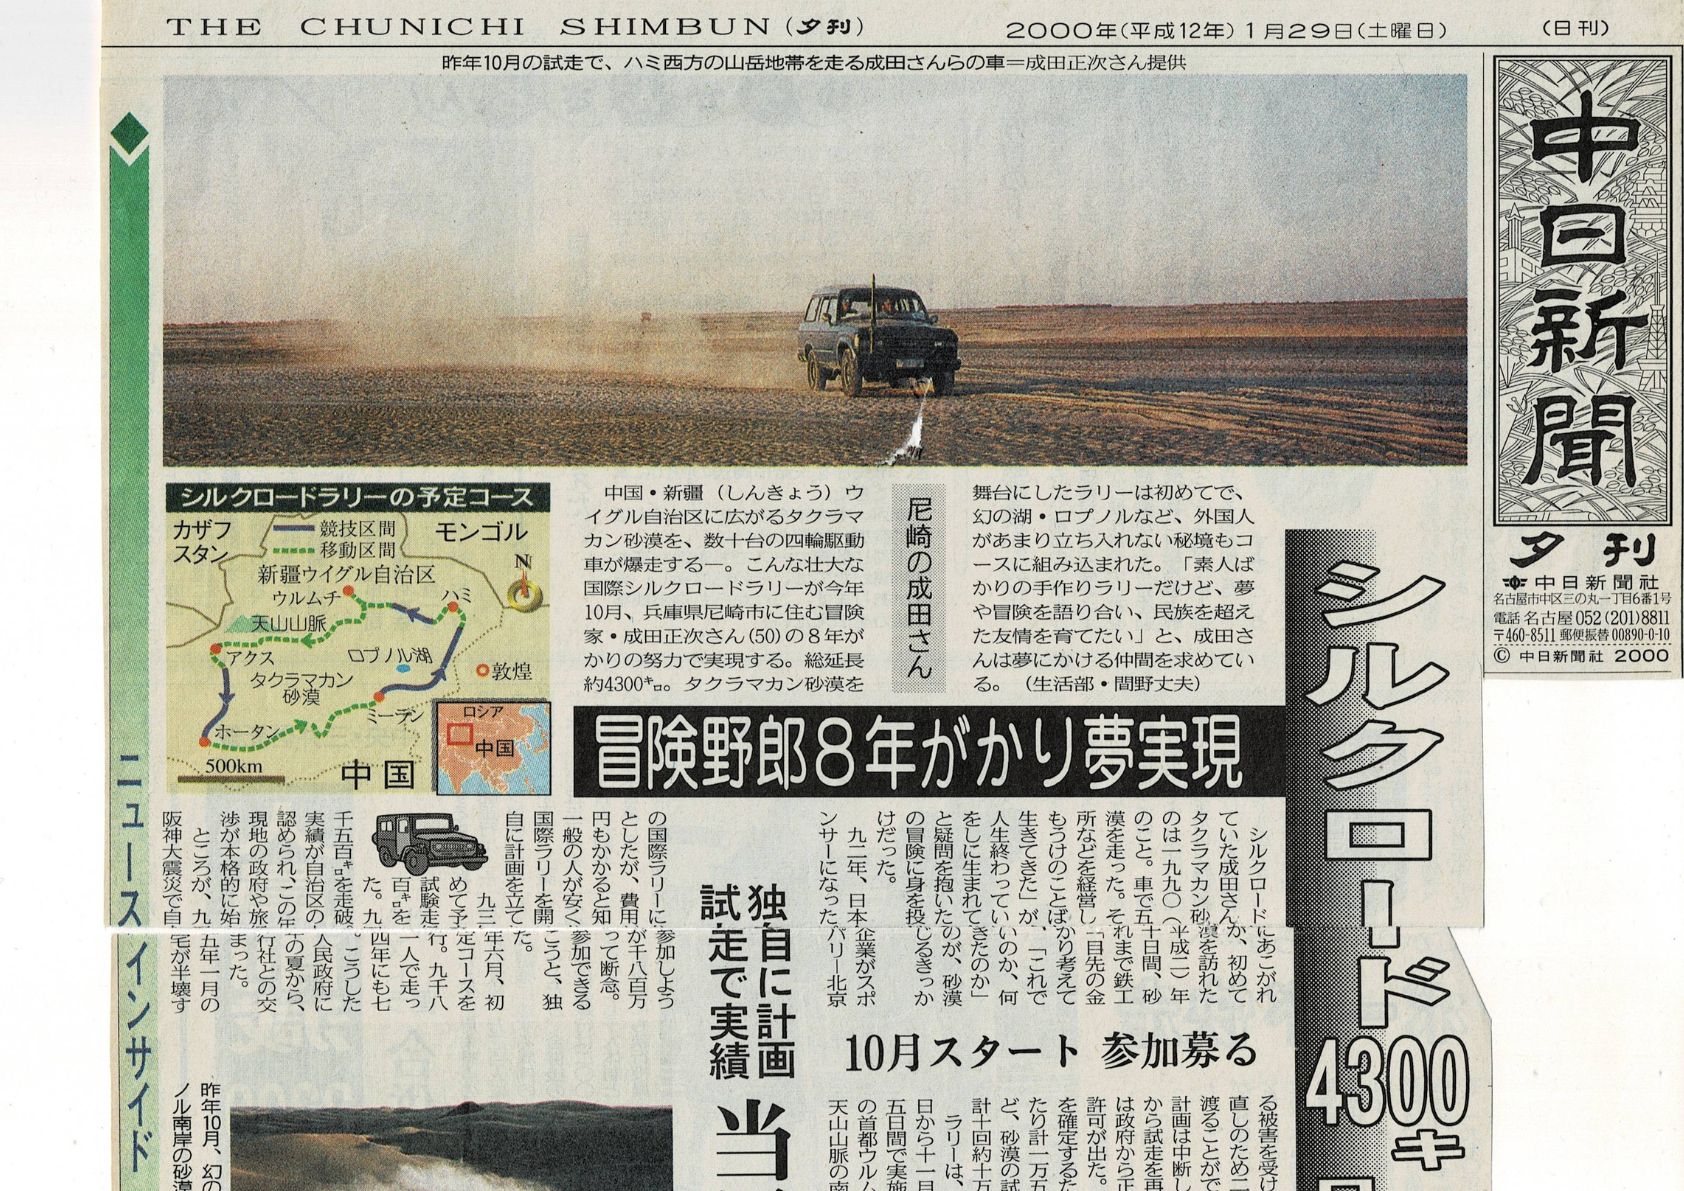 THE CHUNICHI SHIMBUN (夕刊)
2000年(平成12年)1月29日(土曜日)
(日刊)
昨年10月の試走で、ハミ西方の山岳地帯を走る成田さんらの車=成田正次さん提供
中日新聞
夕刊
中日新聞社
名古屋市中区三の丸一丁目6番1号
電話 名古屋 052(201)8811
〒460-8511 郵便振替 00890-0-10
© 中日新聞社 2000
ニュースインサイド
シルクロードラリーの予定コース
カザフ
スタン
競技区間
移動区間
モンゴル
N
新疆ウイグル自治区
ウルムチ
ハミ
天山山脈
アクス
ロプノル湖
タクラマカン
砂漠
敦煌
ミーラン
ホータン
500km
中国
ロシア
中国
中国・新疆(しんきょう)ウ
イグル自治区に広がるタクラマ
カン砂漠を、数十台の四輪駆動
車が爆走する―。こんな壮大な
国際シルクロードラリーが今年
10月、兵庫県尼崎市に住む冒険
家・成田正次さん(50)の8年が
かりの努力で実現する。総延長
約4300㌔。タクラマカン砂漠を
尼崎の成田さん
舞台にしたラリーは初めてで、
幻の湖・ロプノルなど、外国人
があまり立ち入れない秘境もコ
ースに組み込まれた。「素人ば
かりの手作りラリーだけど、夢
や冒険を語り合い、民族を超え
た友情を育てたい」と、成田さ
んは夢にかける仲間を求めてい
る。(生活部・間野丈夫)
シルクロード4300キ
冒険野郎8年がかり夢実現
10月スタート 参加募る
シルクロードにあこがれ
ていた成田さんが、初めて
タクラマカン砂漠を訪れた
のは一九九〇(平成二)年
のこと。車で五十日間、砂
漠を走った。それまで鉄工
所などを経営し「目先の金
もうけのことばかり考えて
生きてきた」が、「これで
人生終わっていいのか、何
をしに生まれてきたのか」
と疑問を抱いたのが、砂漠
の冒険に身を投じるきっか
けだった。
九二年、日本企業がスポ
ンサーになったパリ―北京
独自に計画
試走で実績
の国際ラリーに参加しよう
としたが、費用が千八百万
円もかかると知って断念。
一般の人が安く参加できる
国際ラリーを開こうと、独
自に計画を立てた。
九三年六月、初
めて予定コースを
試験走行。九千八
百㌔を一人で走っ
た。九四年にも七
千五百㌔を走破。こうした
実績が自治区の人民政府に
認められ、この年の夏から、
現地の政府や旅行社との交
渉が本格的に始まった。
ところが、九五年一月の
阪神大震災で自宅が半壊す
る被害を受け
直しのため二
渡ることがで
計画は中断し
から試走を再
は政府から正
許可が出た。
を確定するた
たり計一万五
ど、砂漠の試
計十回約十万
ラリーは、
日から十一月
五日間で実施
の首都ウルム
天山山脈の南
当
昨年10月、幻の
ノル南岸の砂漠